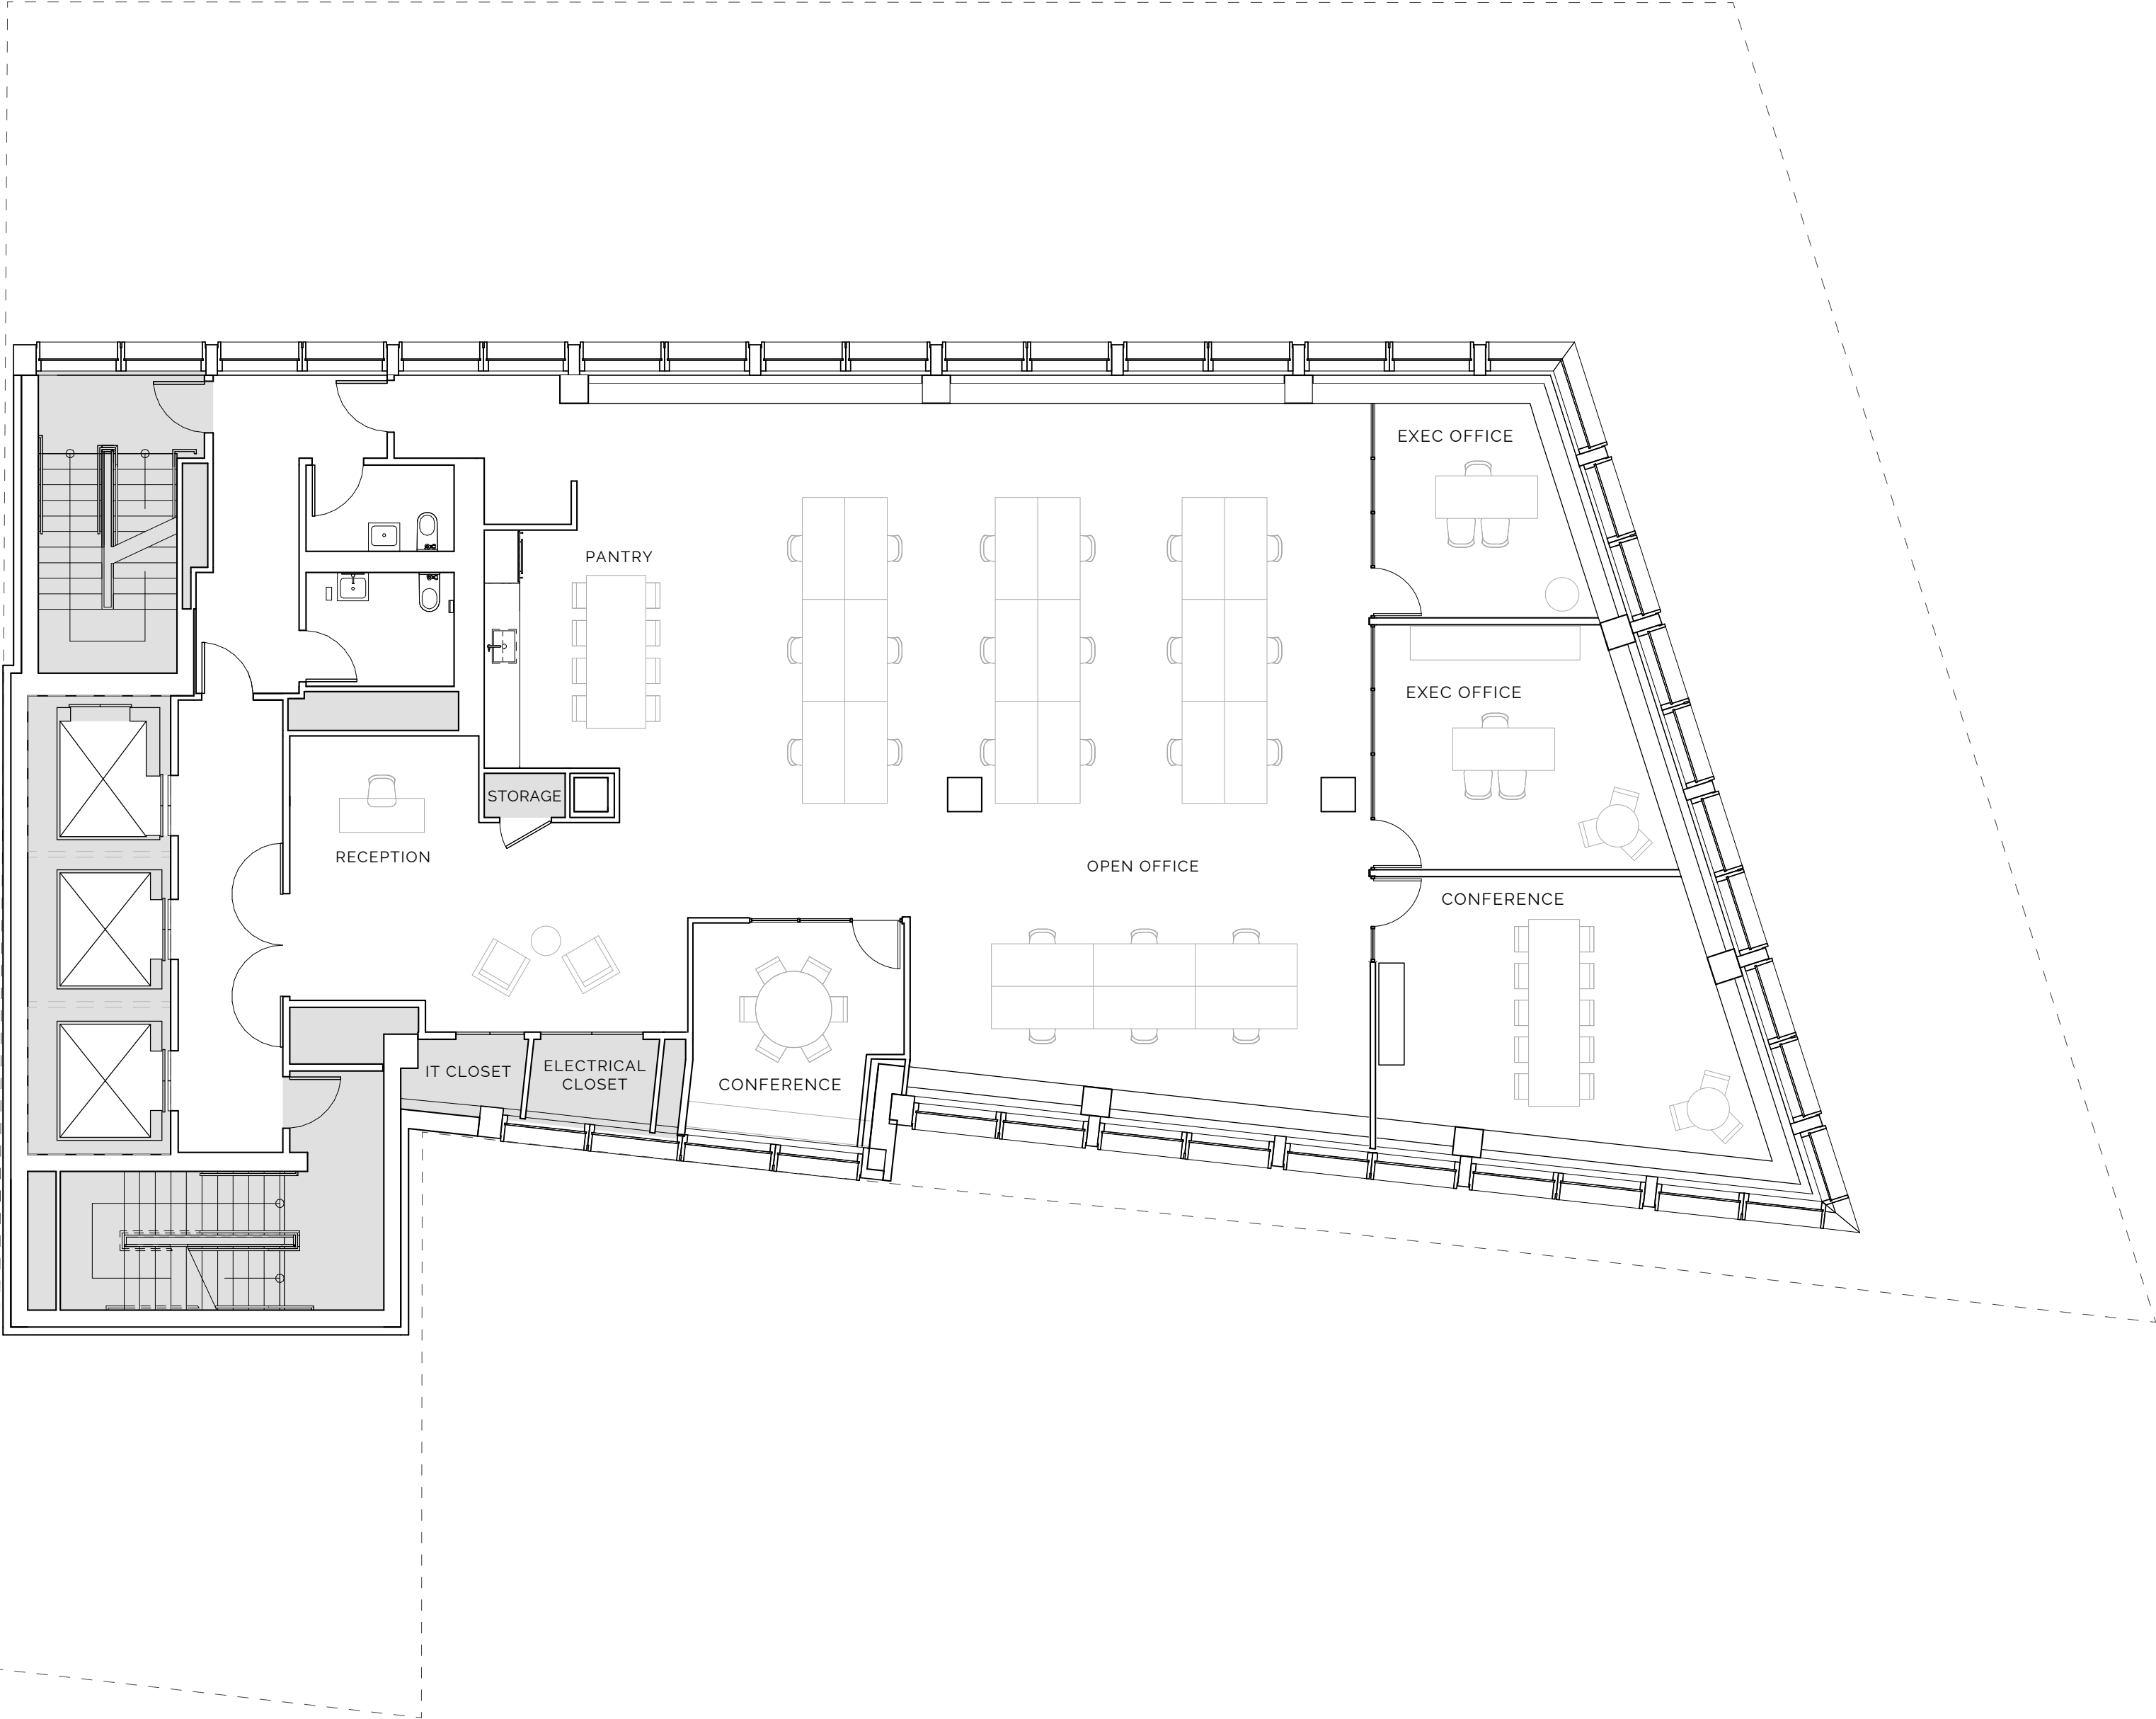 EXEC OFFICE
PANTRY
EXEC OFFICE
STORAGE
RECEPTION
OPEN OFFICE
CONFERENCE
IT CLOSET
ELECTRICAL
CLOSET
CONFERENCE